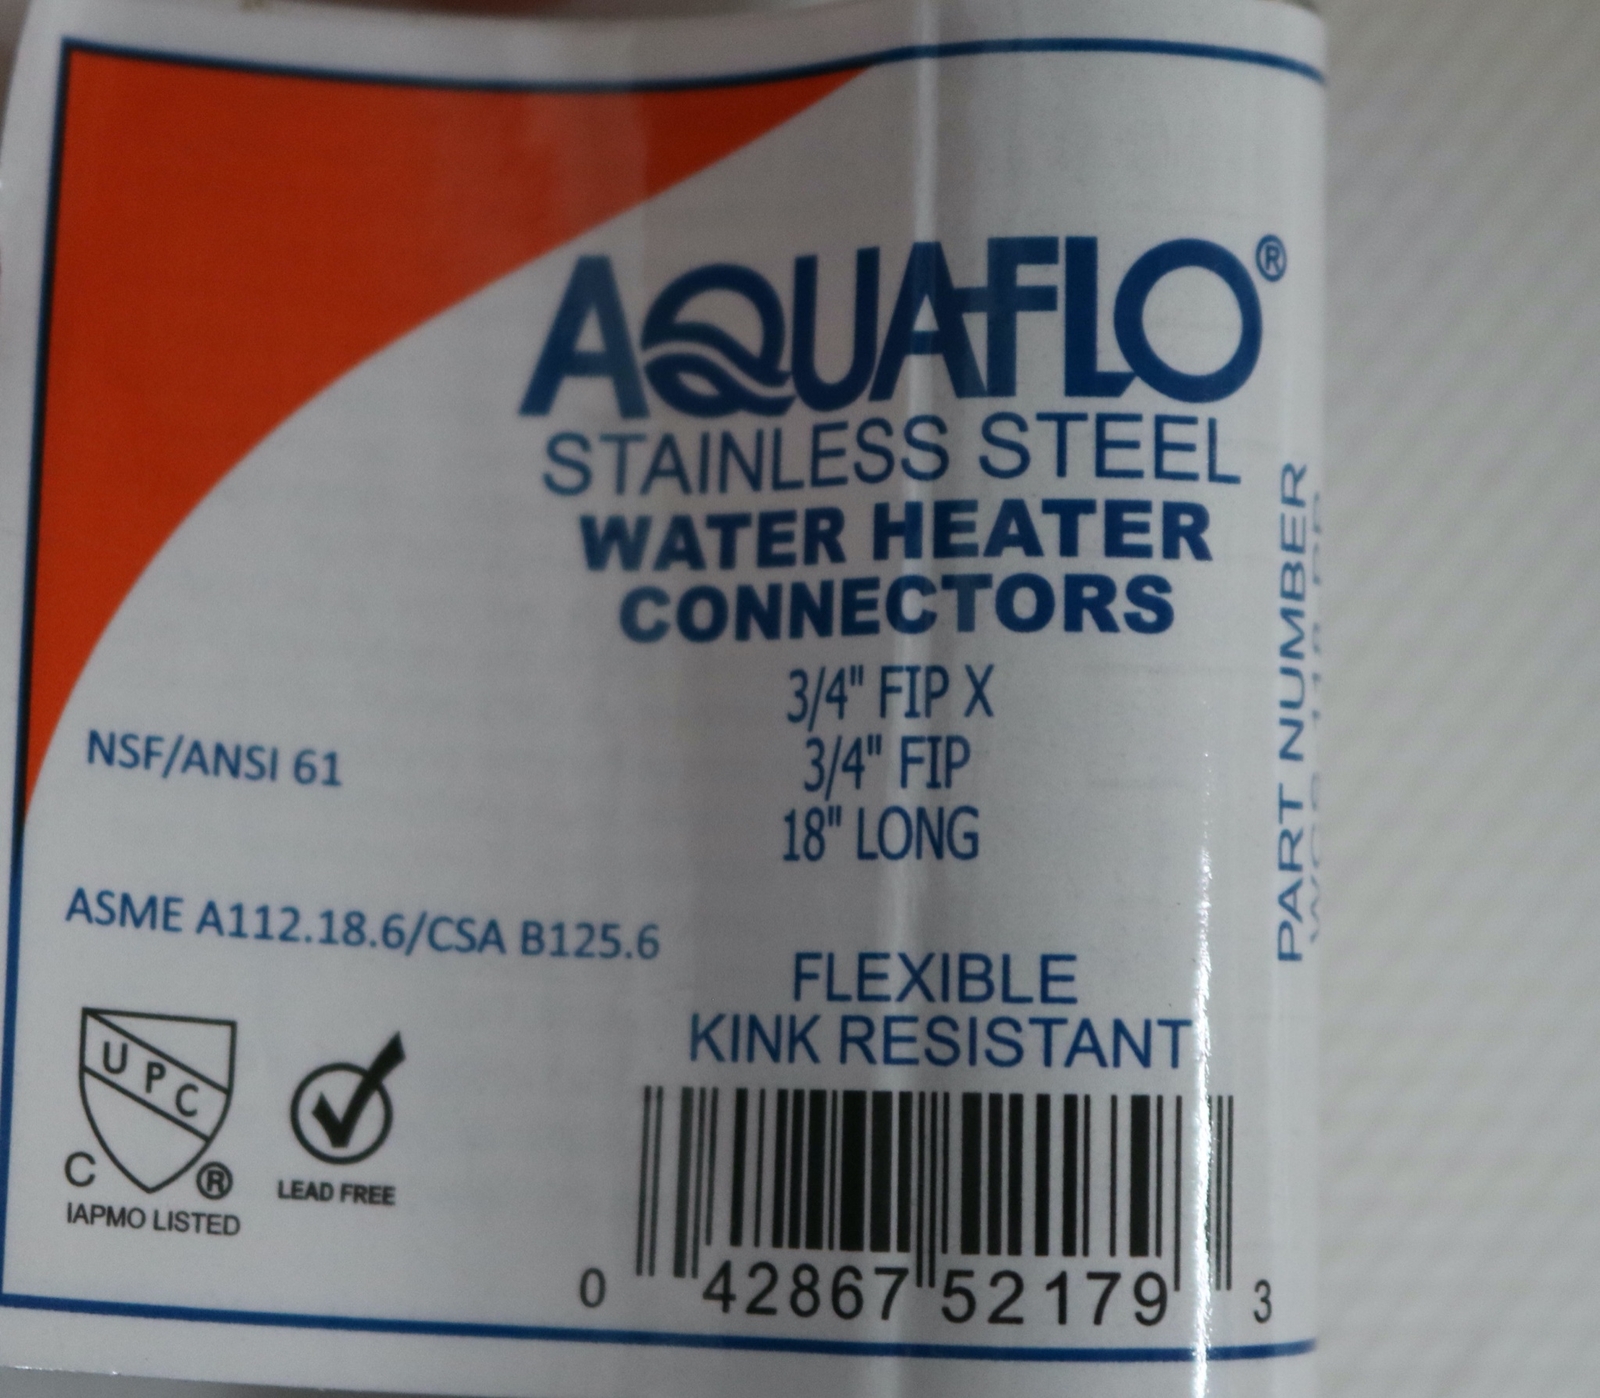 AQUAFLO®
STAINLESS STEEL
WATER HEATER
CONNECTORS
3/4" FIP X
3/4" FIP
18" LONG
NSF/ANSI 61
ASME A112.18.6/CSA B125.6
FLEXIBLE
KINK RESISTANT
UPC
C ®
IAPMO LISTED
LEAD FREE
0 42867 52179 3
PART NUMBER